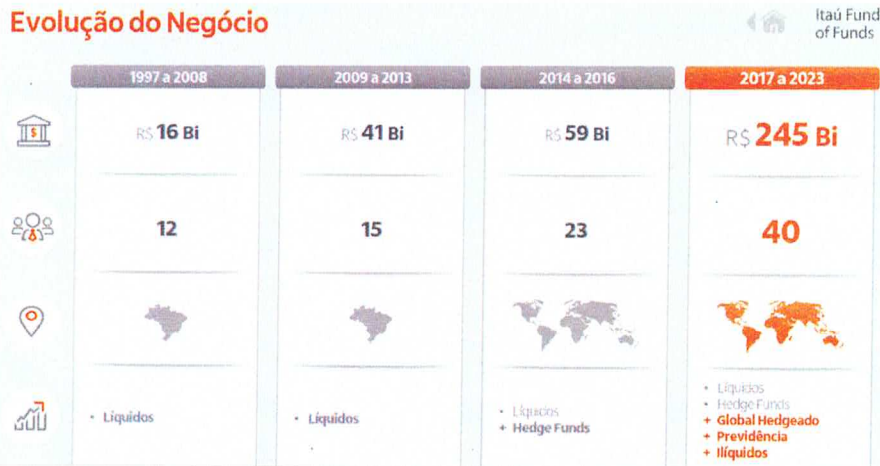 Evolução do Negócio
Itaú Fund
of Funds
1997 a 2008
2009 a 2013
2014 a 2016
2017 a 2023
R$ 16 Bi
R$ 41 Bi
R$ 59 Bi
R$ 245 Bi
12
15
23
40
• Líquidos
• Líquidos
• Líquidos
+ Hedge Funds
• Líquidos
• Hedge Funds
+ Global Hedgeado
+ Previdência
+ Ilíquidos